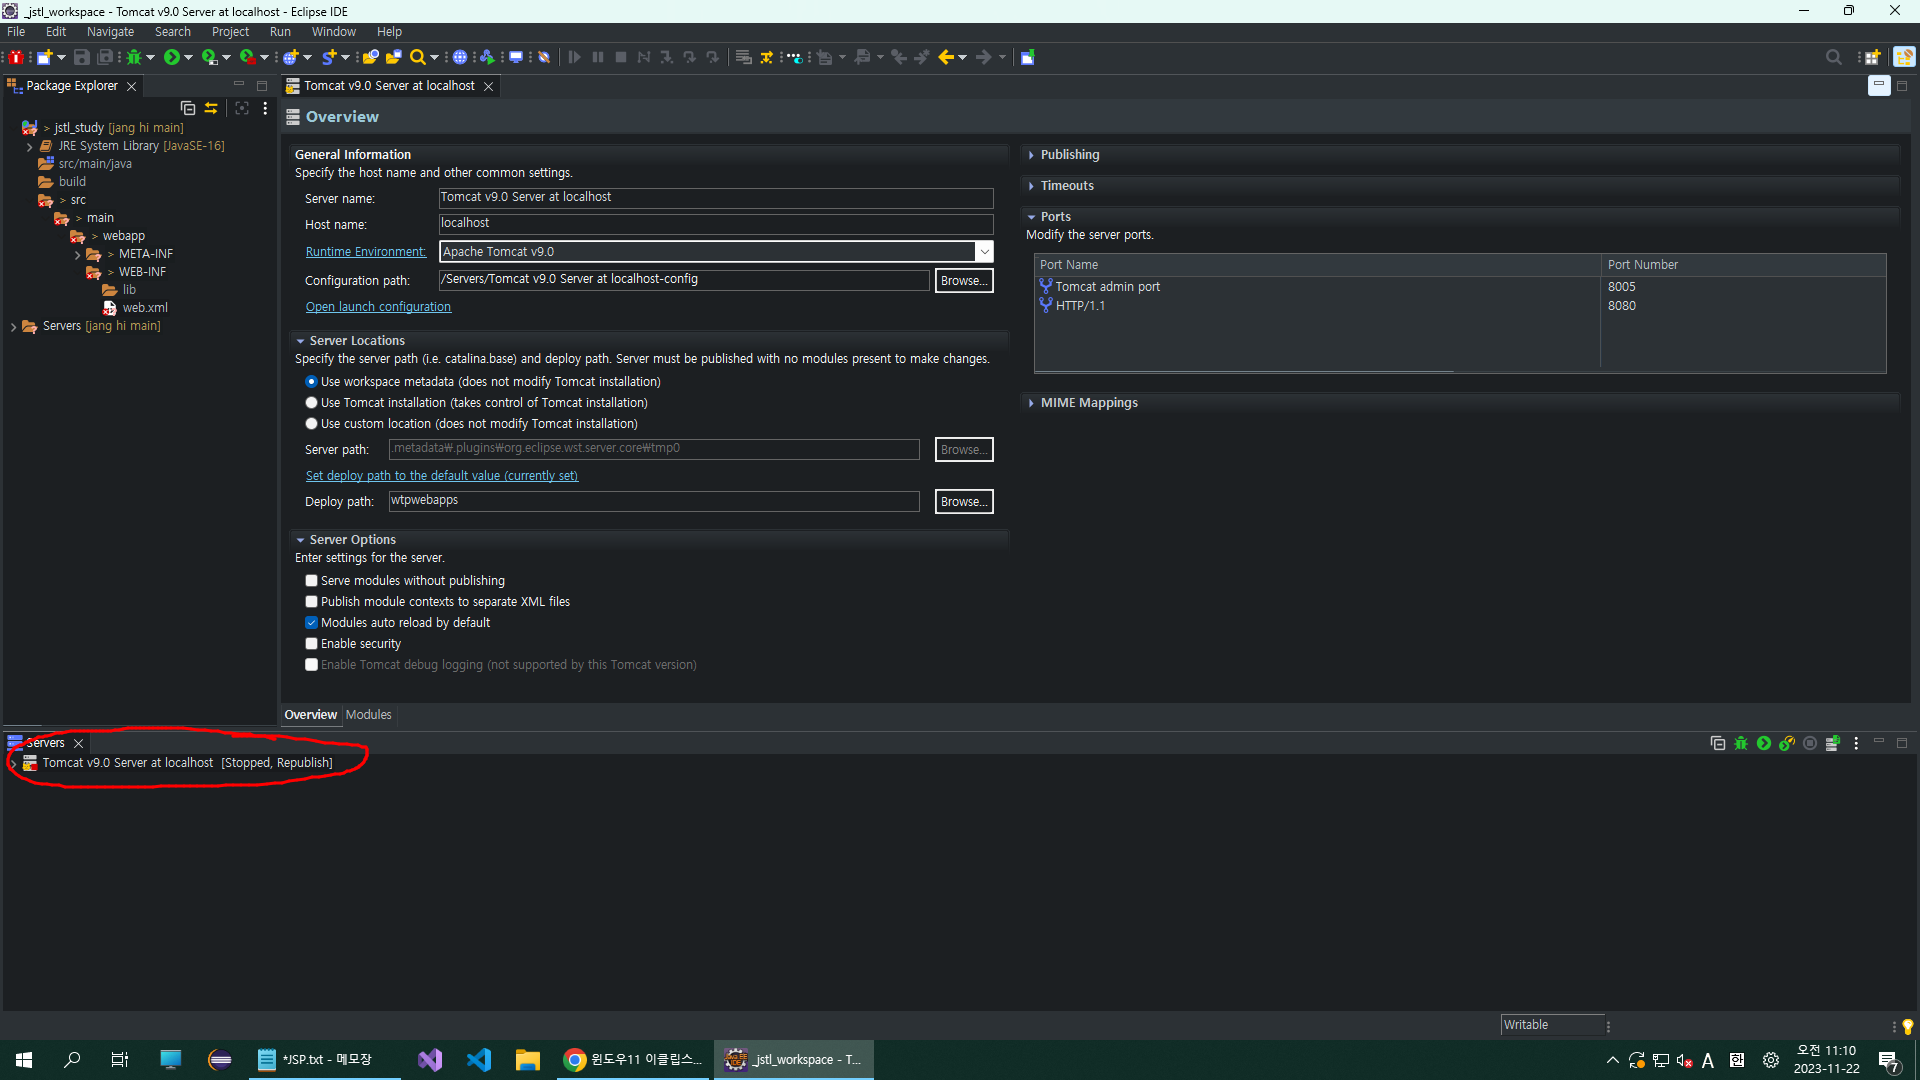 _jstl_workspace - Tomcat v9.0 Server at localhost - Eclipse IDE
File Edit Navigate Search Project Run Window Help
Package Explorer
Tomcat v9.0 Server at localhost
> jstl_study [jang hi main]
JRE System Library [JavaSE-16]
src/main/java
build
> src
> main
> webapp
> META-INF
> WEB-INF
lib
web.xml
Servers [jang hi main]
Overview
General Information
Specify the host name and other common settings.
Server name: Tomcat v9.0 Server at localhost
Host name: localhost
Runtime Environment: Apache Tomcat v9.0
Configuration path: /Servers/Tomcat v9.0 Server at localhost-config Browse...
Open launch configuration
Server Locations
Specify the server path (i.e. catalina.base) and deploy path. Server must be published with no modules present to make changes.
Use workspace metadata (does not modify Tomcat installation)
Use Tomcat installation (takes control of Tomcat installation)
Use custom location (does not modify Tomcat installation)
Server path: .metadata₩.plugins₩org.eclipse.wst.server.core₩tmp0 Browse...
Set deploy path to the default value (currently set)
Deploy path: wtpwebapps Browse...
Server Options
Enter settings for the server.
Serve modules without publishing
Publish module contexts to separate XML files
Modules auto reload by default
Enable security
Enable Tomcat debug logging (not supported by this Tomcat version)
Publishing
Timeouts
Ports
Modify the server ports.
Port Name Port Number
Tomcat admin port 8005
HTTP/1.1 8080
MIME Mappings
Overview Modules
Servers
Tomcat v9.0 Server at localhost [Stopped, Republish]
Writable
*JSP.txt - 메모장
윈도우11 이클립스...
_jstl_workspace - T...
A
오전 11:10
2023-11-22
7